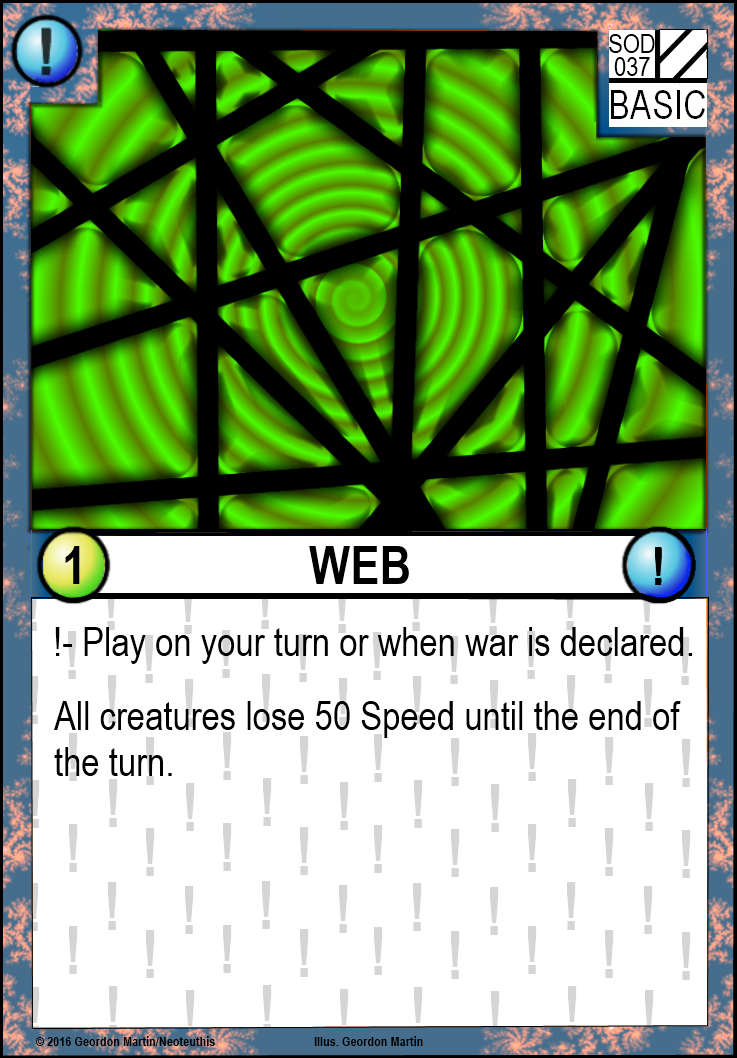 !
SOD
037
BASIC
1 WEB !
!- Play on your turn or when war is declared.
All creatures lose 50 Speed until the end of
the turn.
© 2016 Geordon Martin/Neoteuthis Illus. Geordon Martin